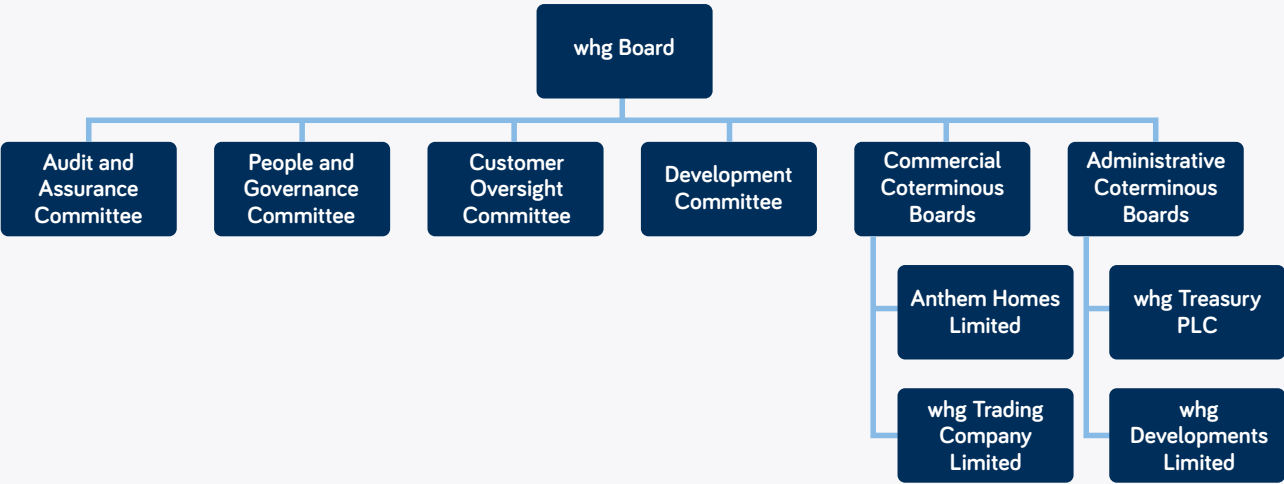 whg Board
Audit and
Assurance
Committee
People and
Governance
Committee
Customer
Oversight
Committee
Development
Committee
Commercial
Coterminous
Boards
Administrative
Coterminous
Boards
Anthem Homes
Limited
whg Treasury
PLC
whg Trading
Company
Limited
whg
Developments
Limited